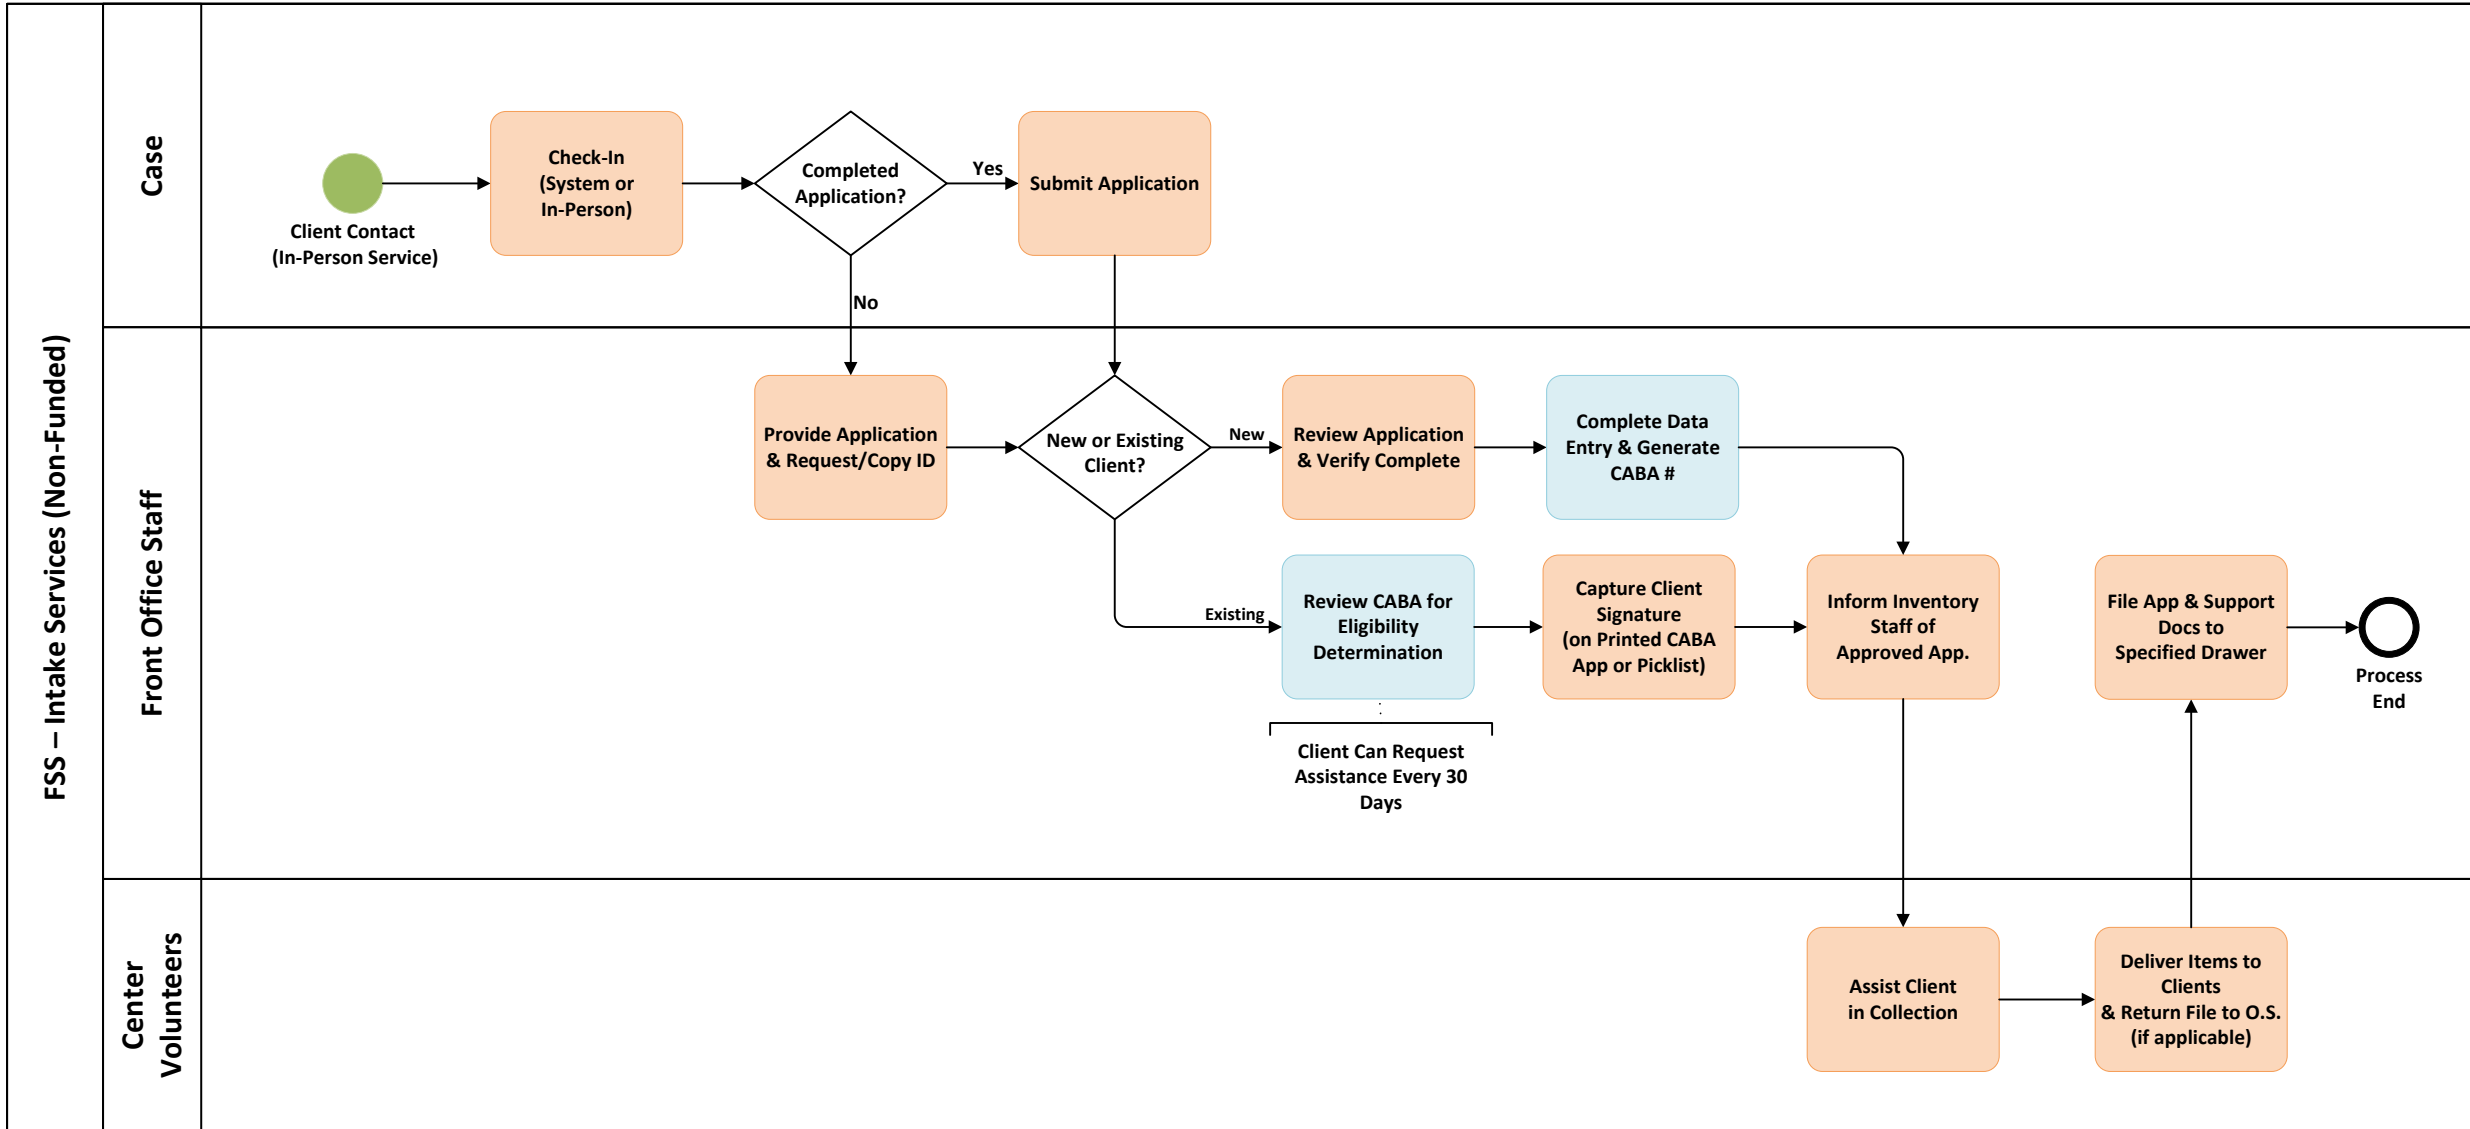 FSS – Intake Services (Non-Funded)
Case
Client Contact
(In-Person Service)
Check-In
(System or
In-Person)
Completed
Application?
Yes
No
Submit Application
Front Office Staff
Provide Application
& Request/Copy ID
New or Existing
Client?
New
Existing
Review Application
& Verify Complete
Complete Data
Entry & Generate
CABA #
Review CABA for
Eligibility
Determination
Client Can Request
Assistance Every 30
Days
Capture Client
Signature
(on Printed CABA
App or Picklist)
Inform Inventory
Staff of
Approved App.
File App & Support
Docs to
Specified Drawer
Process
End
Center
Volunteers
Assist Client
in Collection
Deliver Items to
Clients
& Return File to O.S.
(if applicable)